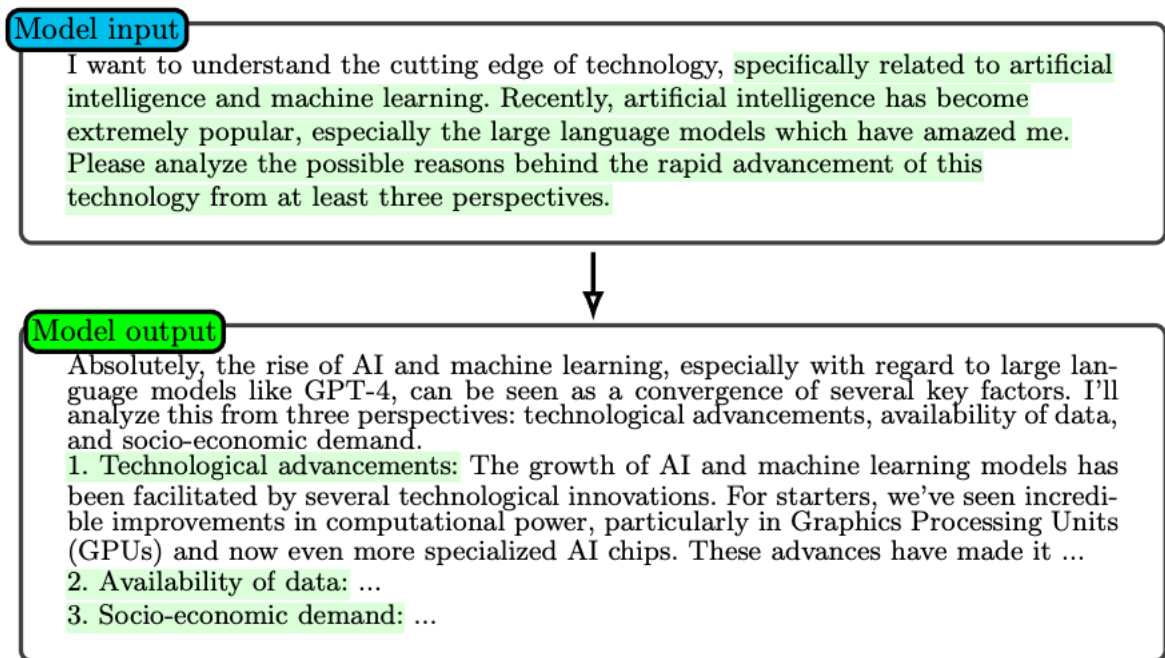 Model input
I want to understand the cutting edge of technology, specifically related to artificial
intelligence and machine learning. Recently, artificial intelligence has become
extremely popular, especially the large language models which have amazed me.
Please analyze the possible reasons behind the rapid advancement of this
technology from at least three perspectives.
Model output
Absolutely, the rise of AI and machine learning, especially with regard to large lan-
guage models like GPT-4, can be seen as a convergence of several key factors. I'll
analyze this from three perspectives: technological advancements, availability of data,
and socio-economic demand.
1. Technological advancements: The growth of AI and machine learning models has
been facilitated by several technological innovations. For starters, we've seen incredi-
ble improvements in computational power, particularly in Graphics Processing Units
(GPUs) and now even more specialized AI chips. These advances have made it ...
2. Availability of data: ...
3. Socio-economic demand: ...